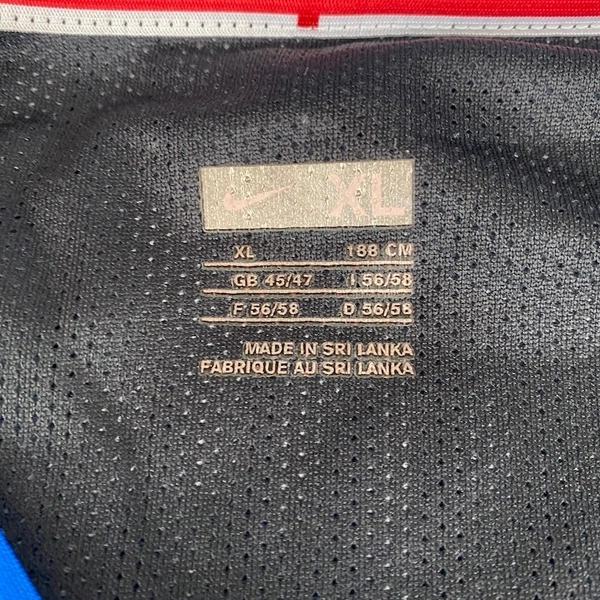 XL
XL 188 CM
GB 45/47 I 56/58
F 56/58 D 56/58
MADE IN SRI LANKA
FABRIQUE AU SRI LANKA